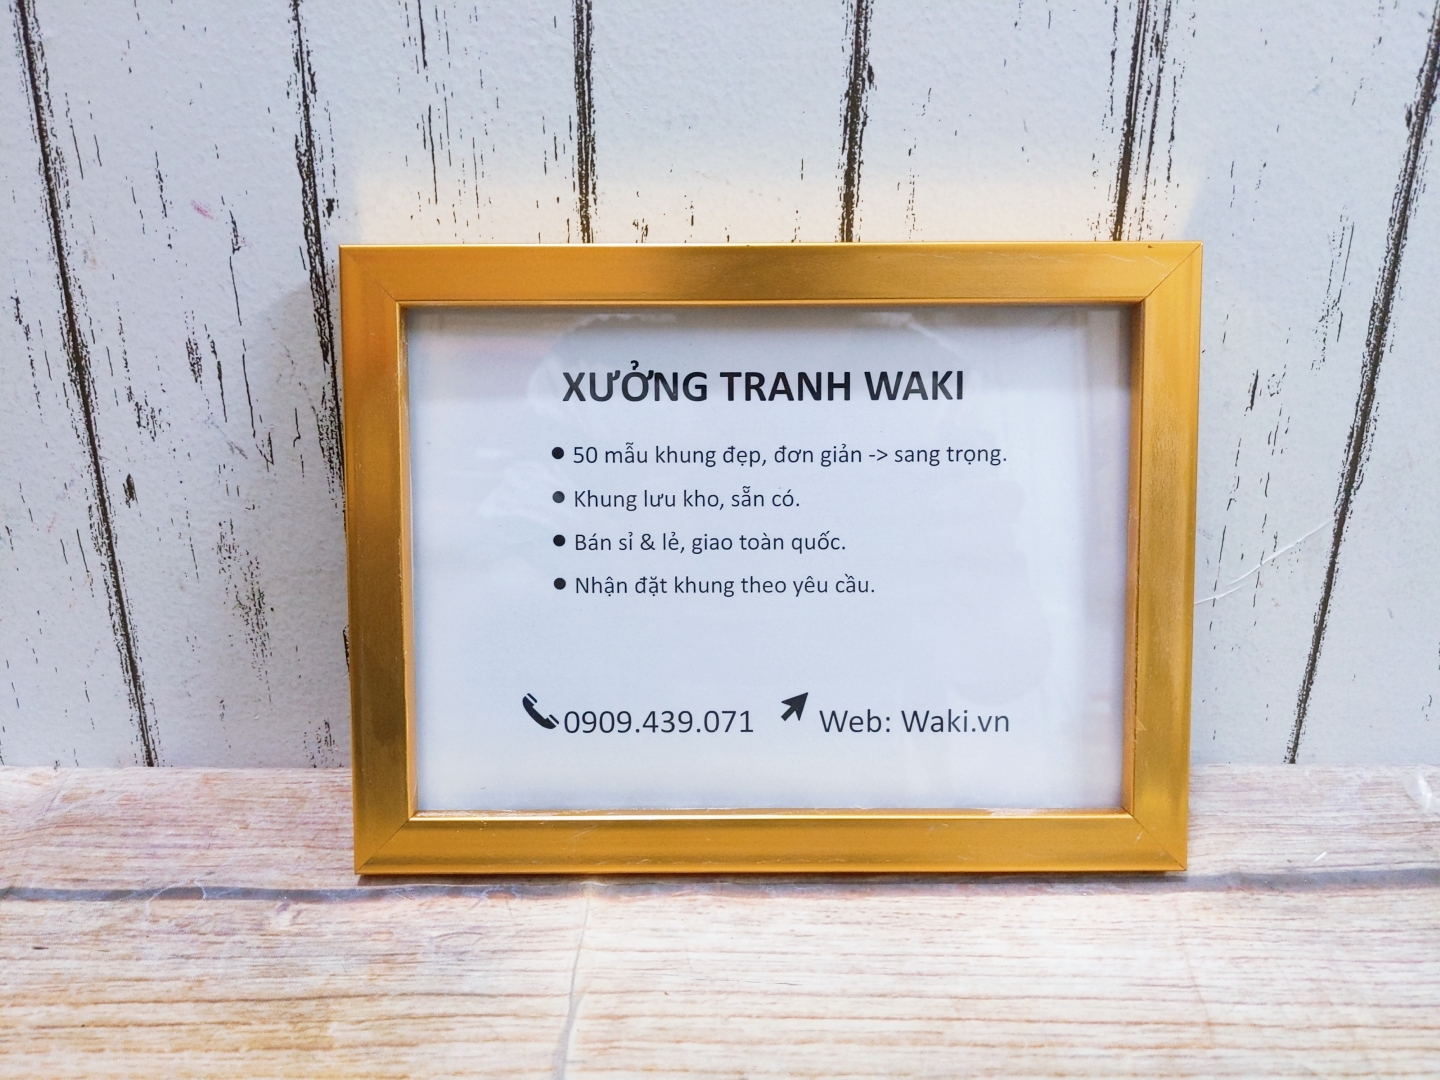 XƯỞNG TRANH WAKI
● 50 mẫu khung đẹp, đơn giản -> sang trọng.
● Khung lưu kho, sẵn có.
● Bán sỉ & lẻ, giao toàn quốc.
● Nhận đặt khung theo yêu cầu.
0909.439.071 Web: Waki.vn